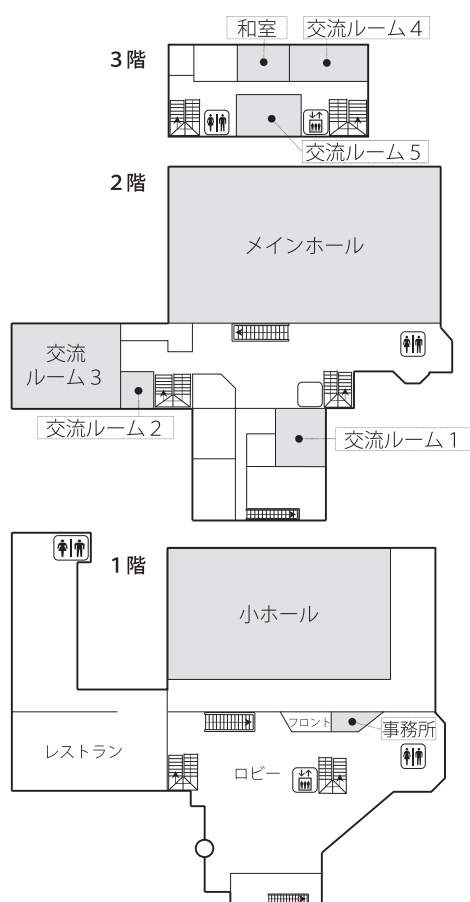 和室
交流ルーム 4
3 階
交流ルーム 5
2 階
メインホール
交流
ルーム 3
交流ルーム 2
交流ルーム 1
1 階
小ホール
フロント
事務所
レストラン
ロビー